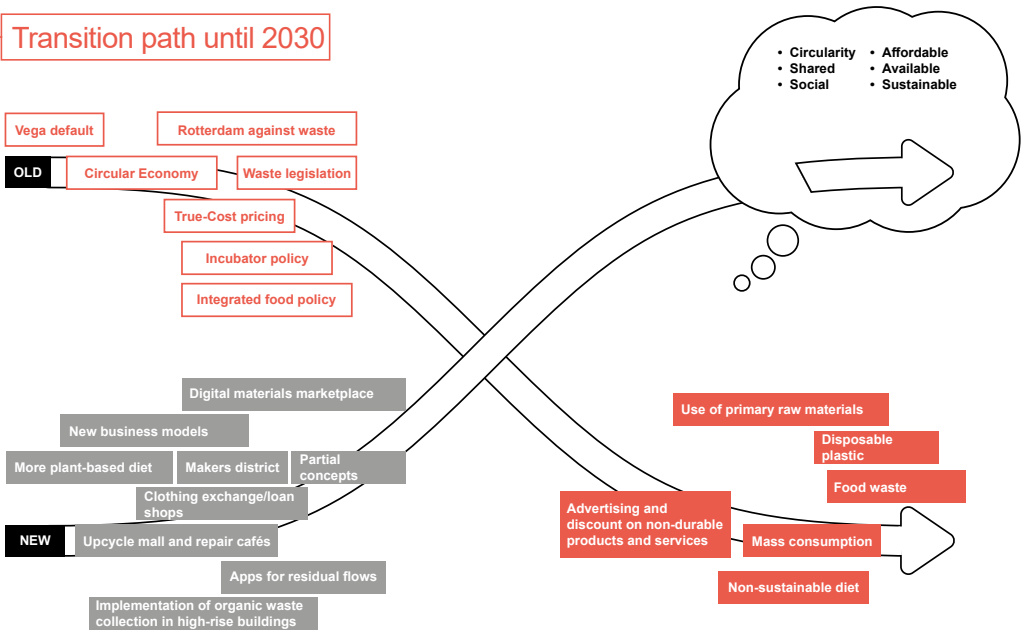 Transition path until 2030
• Circularity
• Shared
• Social
• Affordable
• Available
• Sustainable
Vega default
Rotterdam against waste
OLD
Circular Economy
Waste legislation
True-Cost pricing
Incubator policy
Integrated food policy
Digital materials marketplace
New business models
More plant-based diet
Makers district
Partial
concepts
Clothing exchange/loan
shops
NEW
Upcycle mall and repair cafés
Apps for residual flows
Implementation of organic waste
collection in high-rise buildings
Use of primary raw materials
Disposable
plastic
Food waste
Advertising and
discount on non-durable
products and services
Mass consumption
Non-sustainable diet